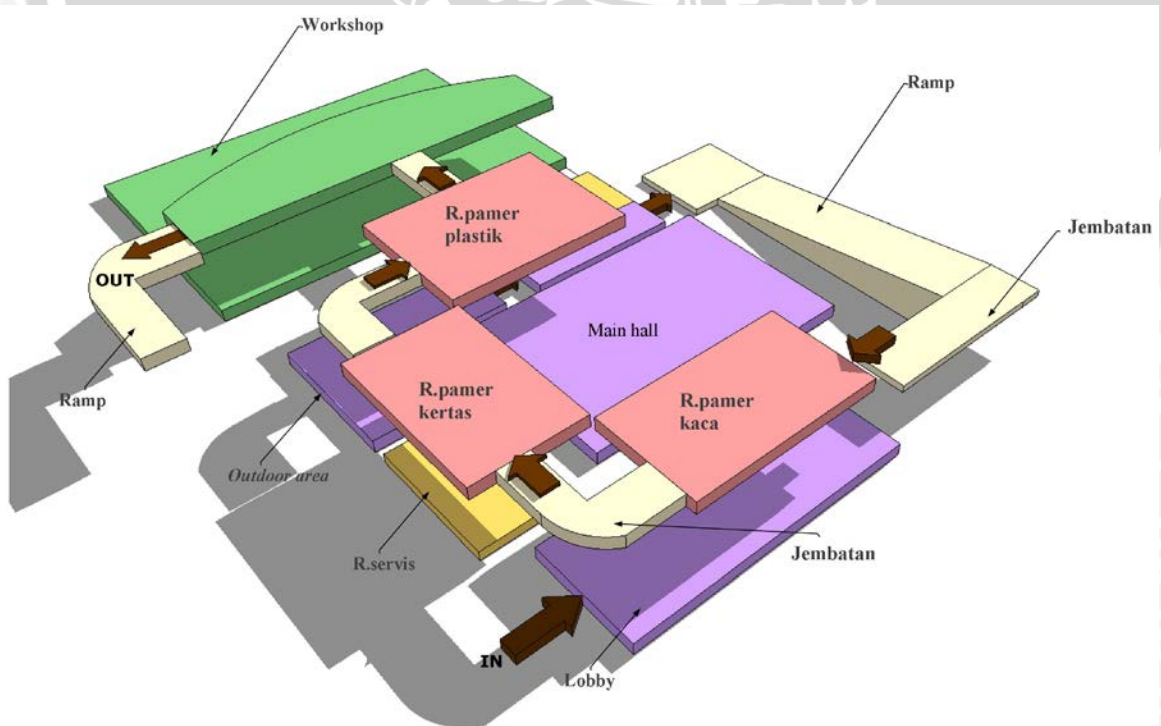 Workshop
Ramp
R.pamer
plastik
Jembatan
OUT
Main hall
R.pamer
kertas
R.pamer
kaca
Ramp
Outdoor area
R.servis
Jembatan
IN
Lobby